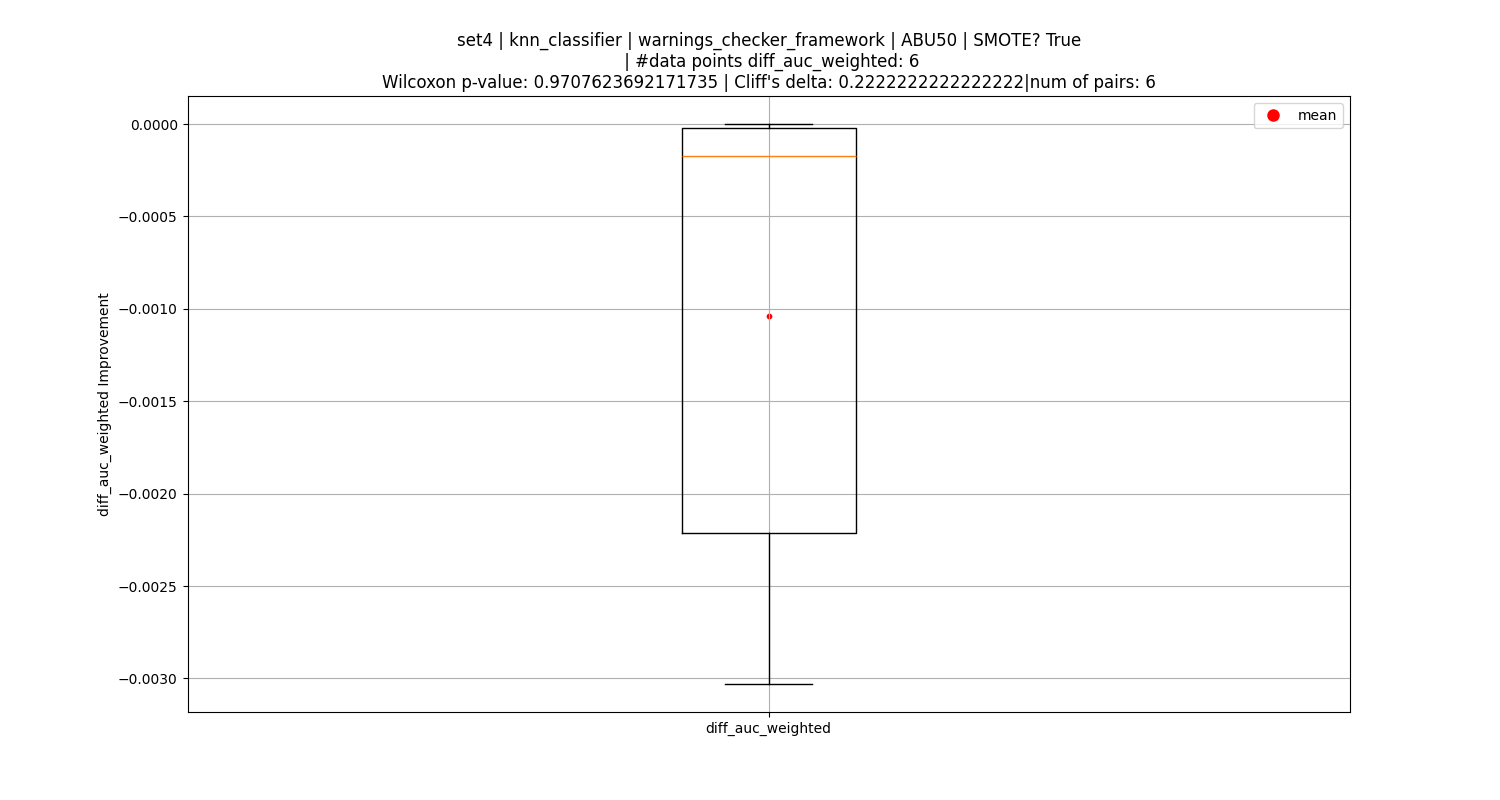 set4 | knn_classifier | warnings_checker_framework | ABU50 | SMOTE? True
| #data points diff_auc_weighted: 6
Wilcoxon p-value: 0.9707623692171735 | Cliff's delta: 0.2222222222222222|num of pairs: 6
mean
0.0000
−0.0005
−0.0010
−0.0015
−0.0020
−0.0025
−0.0030
diff_auc_weighted Improvement
diff_auc_weighted